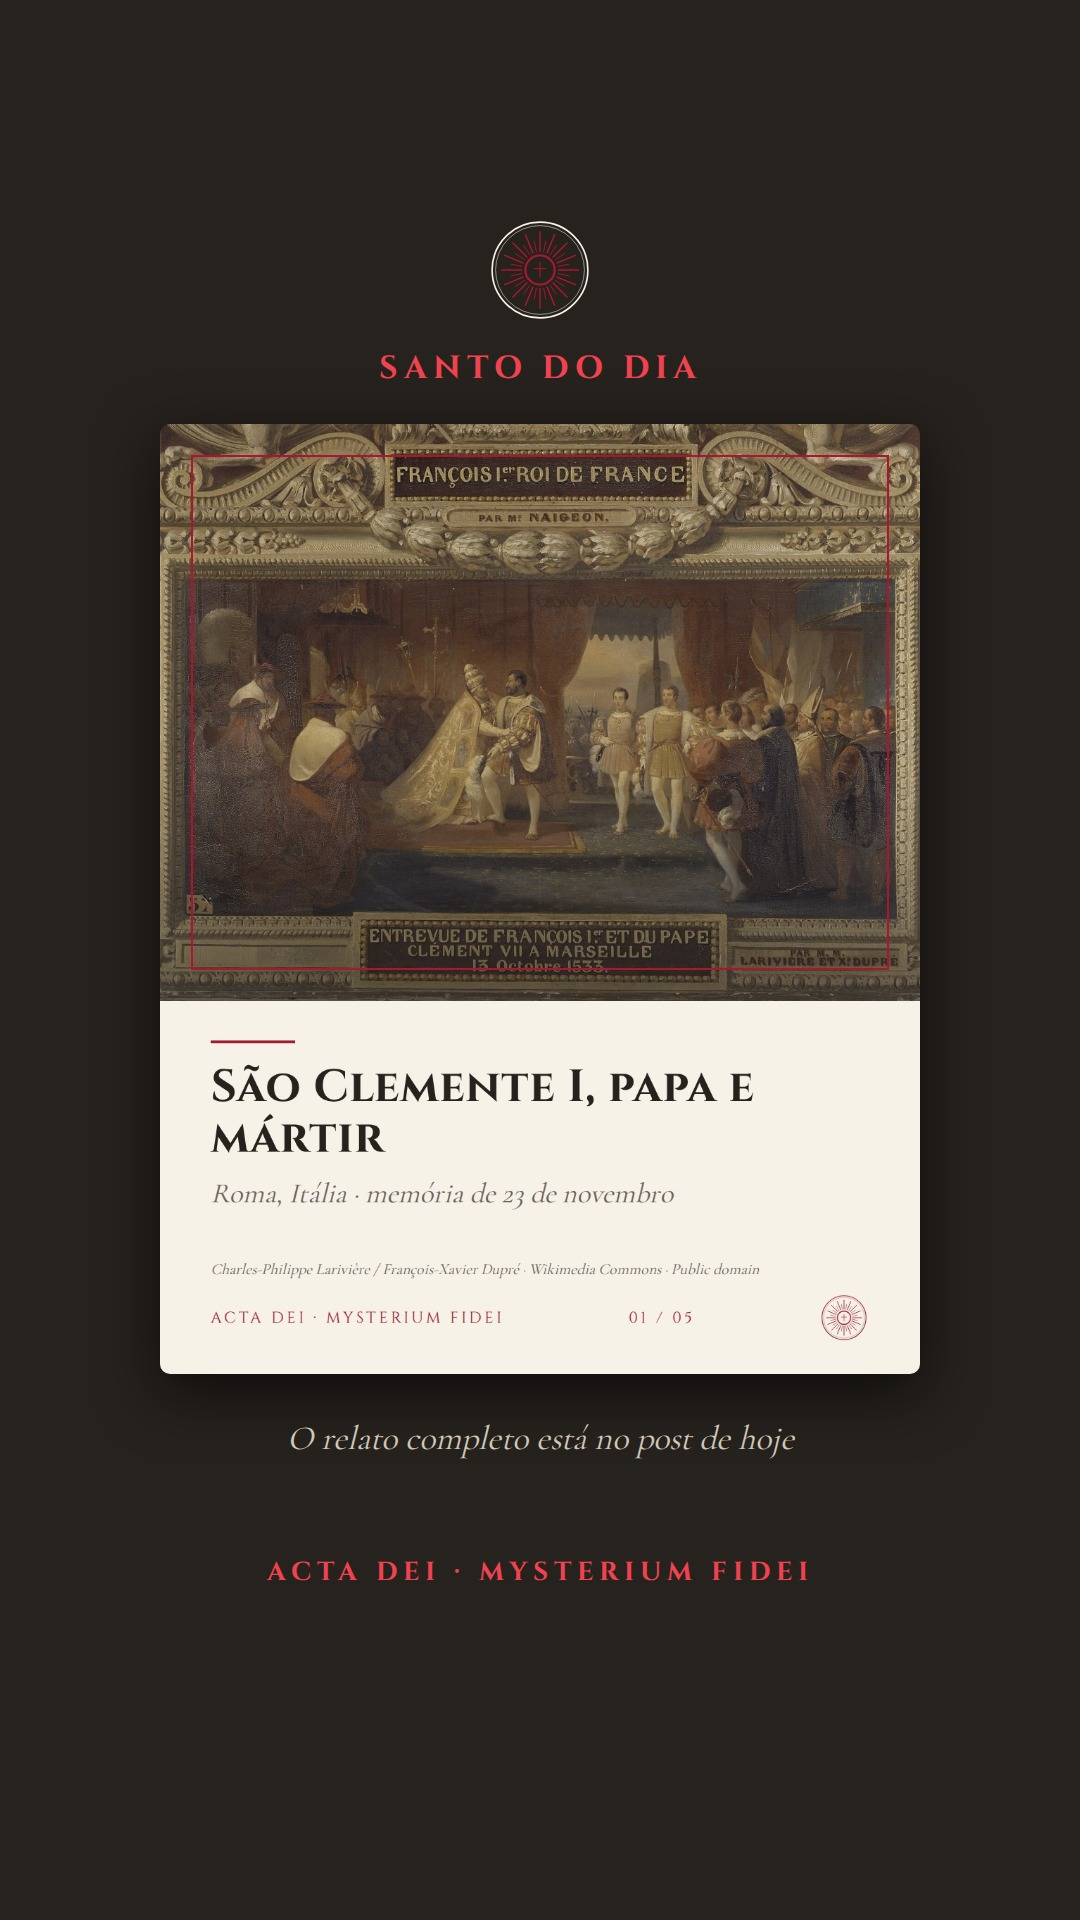 SANTO DO DIA
FRANÇOIS Ier ROI DE FRANCE
PAR Mr NAIGEON.
ENTREVUE DE FRANÇOIS Ier ET DU PAPE
CLEMENT VII A MARSEILLE
13 Octobre 1533.
PAR M.M.
LARIVIÈRE ET X. DUPRÉ
São Clemente I, papa e
mártir
Roma, Itália · memória de 23 de novembro
Charles-Philippe Larivière / François-Xavier Dupré · Wikimedia Commons · Public domain
ACTA DEI · MYSTERIUM FIDEI
01 / 05
O relato completo está no post de hoje
ACTA DEI · MYSTERIUM FIDEI